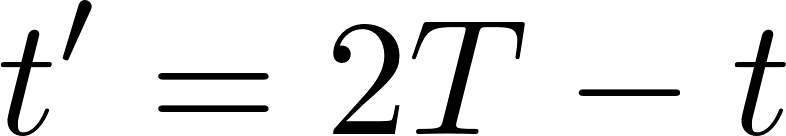 t′ = 2T − t